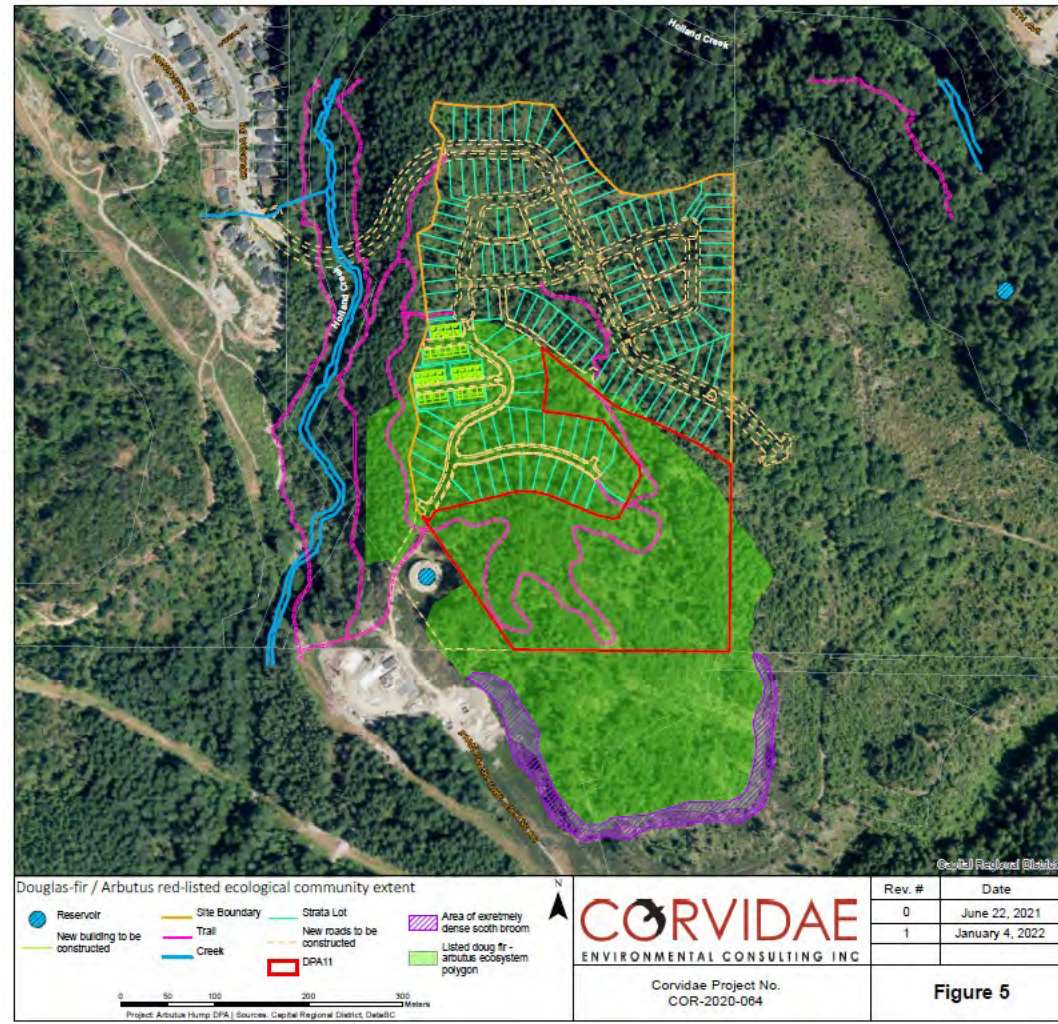 Holland Creek
Holland Creek
Capital Regional District
Douglas-fir / Arbutus red-listed ecological community extent
Reservoir
New building to be
constructed
Site Boundary
Trail
Creek
Strata Lot
New roads to be
constructed
DPA11
Area of exretmely
dense scoth broom
Listed doug fir -
arbutus ecosystem
polygon
N
0 50 100 200 300
Meters
Project: Arbutus Hump DPA | Sources: Capital Regional District, DataBC
CORVIDAE
ENVIRONMENTAL CONSULTING INC
Corvidae Project No.
COR-2020-064
Rev. # Date
0 June 22, 2021
1 January 4, 2022
Figure 5